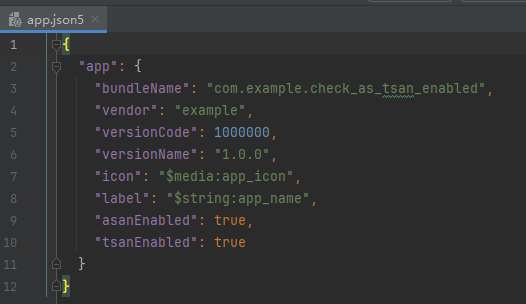 app.json5
1 {
2 "app": {
3 "bundleName": "com.example.check_as_tsan_enabled",
4 "vendor": "example",
5 "versionCode": 1000000,
6 "versionName": "1.0.0",
7 "icon": "$media:app_icon",
8 "label": "$string:app_name",
9 "asanEnabled": true,
10 "tsanEnabled": true
11 }
12 }